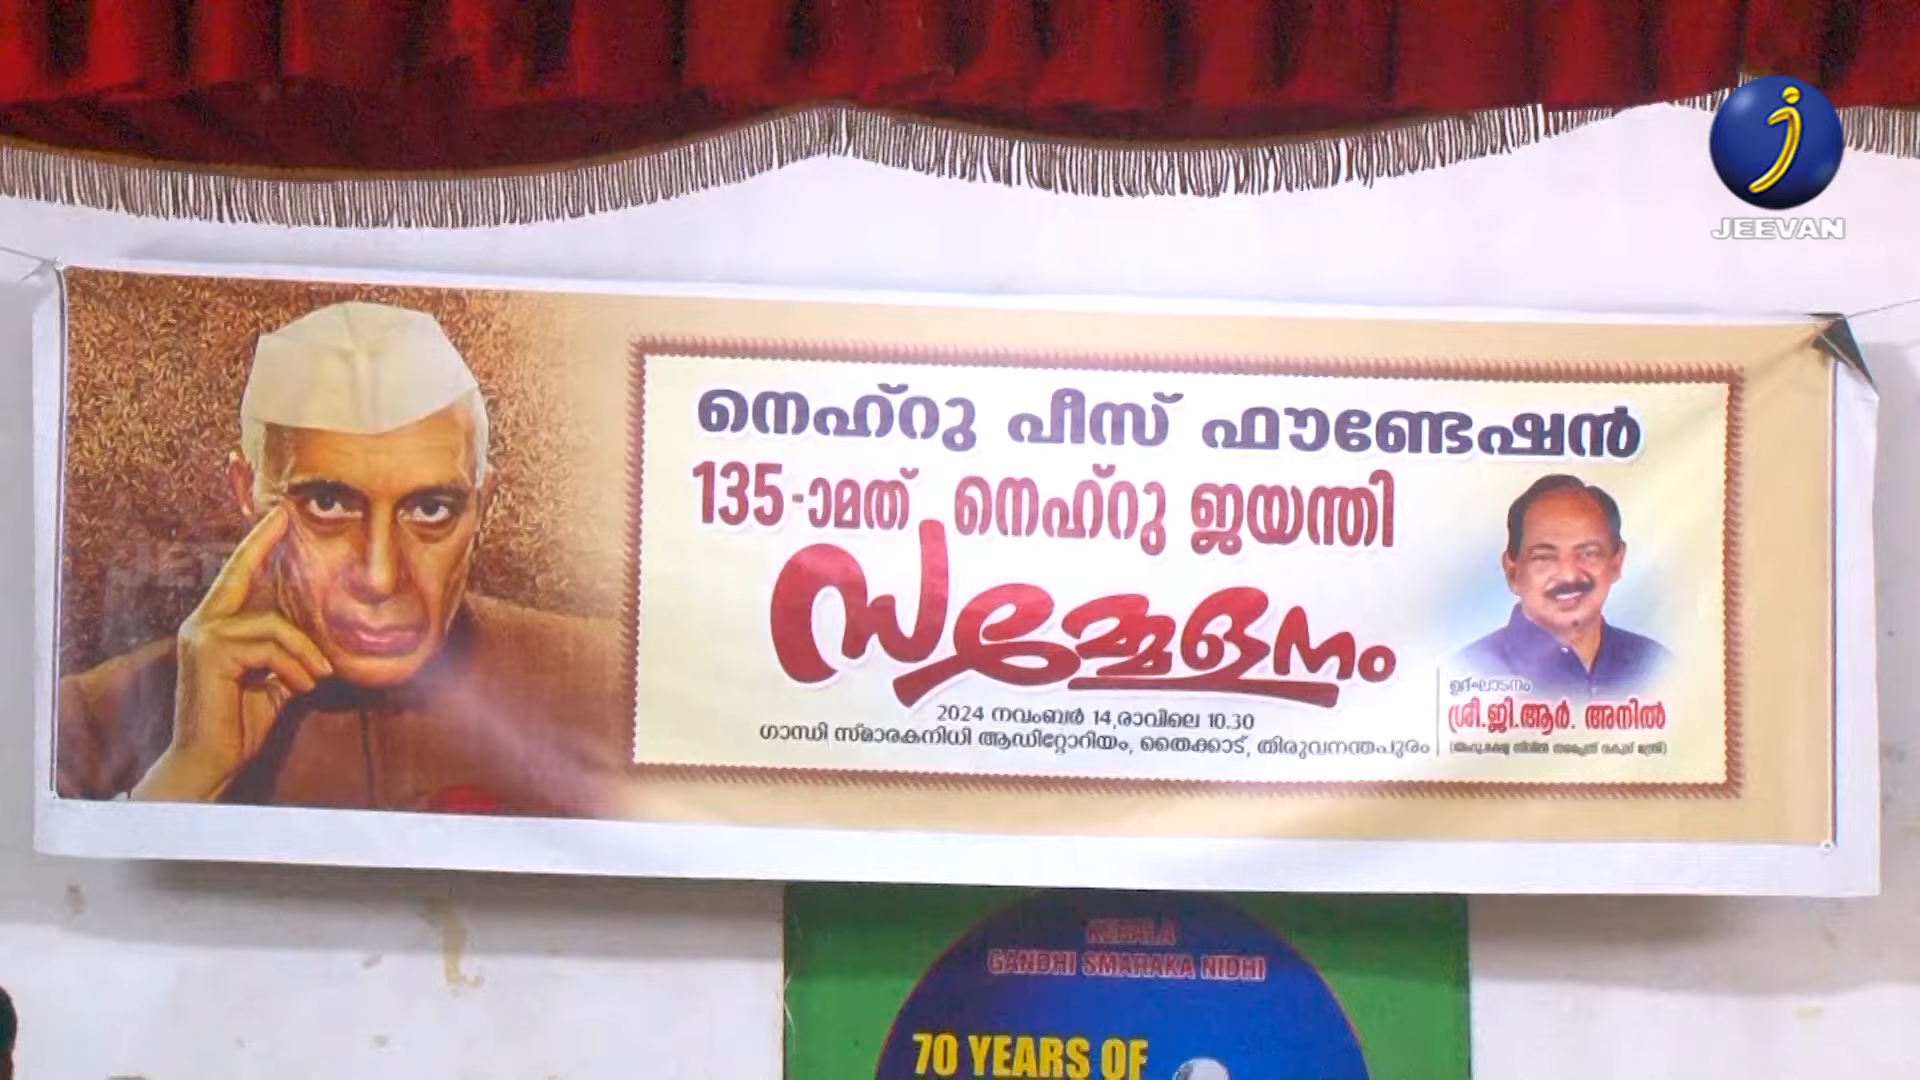 JEEVAN
നെഹ്റു പീസ് ഫൗണ്ടേഷൻ
135-ാമത് നെഹ്റു ജയന്തി
സമ്മേളനം
2024 നവംബർ 14,രാവിലെ 10.30
ഗാന്ധി സ്മാരകനിധി ആഡിറ്റോറിയം, തൈക്കാട്, തിരുവനന്തപുരം
ഉദ്ഘാടനം
ശ്രീ.ജി.ആർ. അനിൽ
KERALA
GANDHI SMARAKA NIDHI
70 YEARS OF